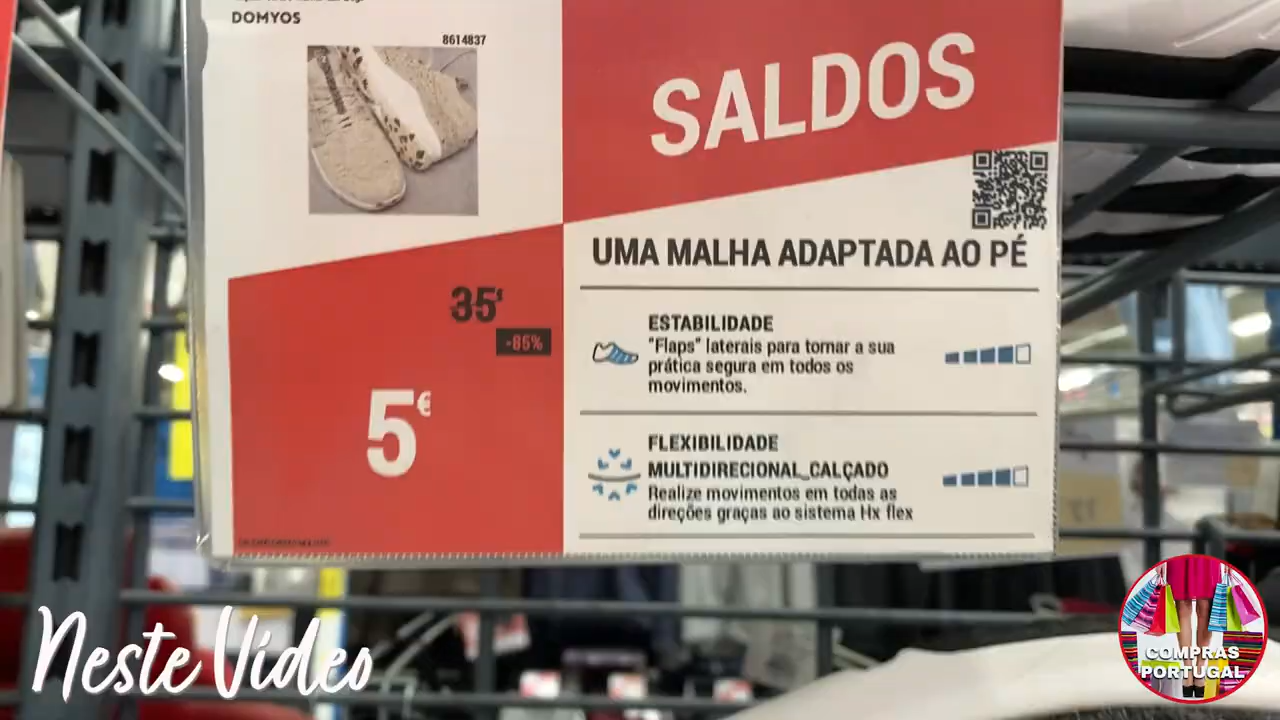 DOMYOS
8614837
SALDOS
UMA MALHA ADAPTADA AO PÉ
35€
-85%
5€
ESTABILIDADE
"Flaps" laterais para tornar a sua
prática segura em todos os
movimentos.
FLEXIBILIDADE
MULTIDIRECIONAL_CALÇADO
Realize movimentos em todas as
direções graças ao sistema Hx flex
Neste Vídeo
COMPRAS
PORTUGAL